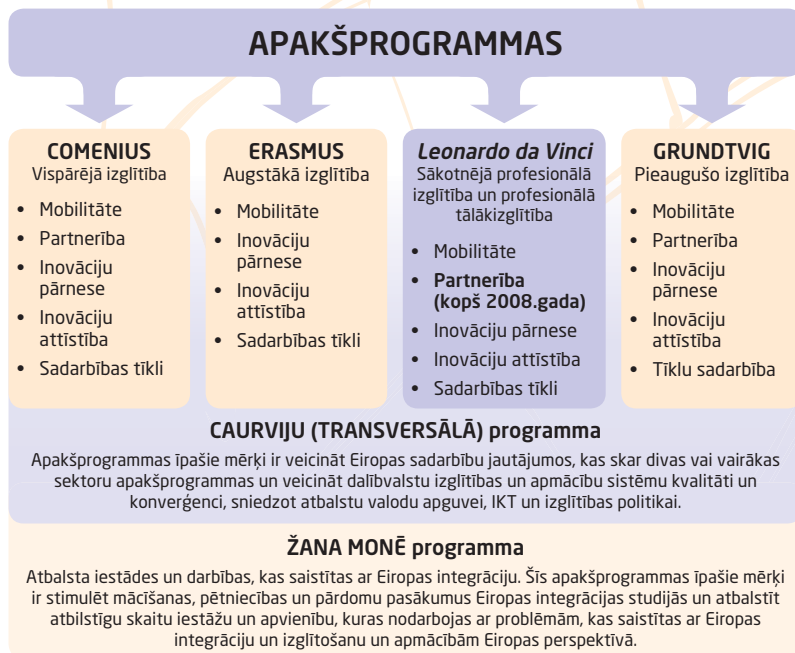 APAKŠPROGRAMMAS
COMENIUS
Vispārējā izglītība
• Mobilitāte
• Partnerība
• Inovāciju
pārnese
• Inovāciju
attīstība
• Sadarbības tīkli
ERASMUS
Augstākā izglītība
• Mobilitāte
• Inovāciju
pārnese
• Inovāciju
attīstība
• Sadarbības tīkli
Leonardo da Vinci
Sākotnējā profesionālā
izglītība un profesionālā
tālākizglītība
• Mobilitāte
• Partnerība
(kopš 2008.gada)
• Inovāciju pārnese
• Inovāciju attīstība
• Sadarbības tīkli
GRUNDTVIG
Pieaugušo izglītība
• Mobilitāte
• Partnerība
• Inovāciju
pārnese
• Inovāciju
attīstība
• Tīklu sadarbība
CAURVIJU (TRANSVERSĀLĀ) programma
Apakšprogrammas īpašie mērķi ir veicināt Eiropas sadarbību jautājumos, kas skar divas vai vairākas
sektoru apakšprogrammas un veicināt dalībvalstu izglītības un apmācību sistēmu kvalitāti un
konverģenci, sniedzot atbalstu valodu apguvei, IKT un izglītības politikai.
ŽANA MONĒ programma
Atbalsta iestādes un darbības, kas saistītas ar Eiropas integrāciju. Šīs apakšprogrammas īpašie mērķi
ir stimulēt mācīšanas, pētniecības un pārdomu pasākumus Eiropas integrācijas studijās un atbalstīt
atbilstīgu skaitu iestāžu un apvienību, kuras nodarbojas ar problēmām, kas saistītas ar Eiropas
integrāciju un izglītošanu un apmācībām Eiropas perspektīvā.